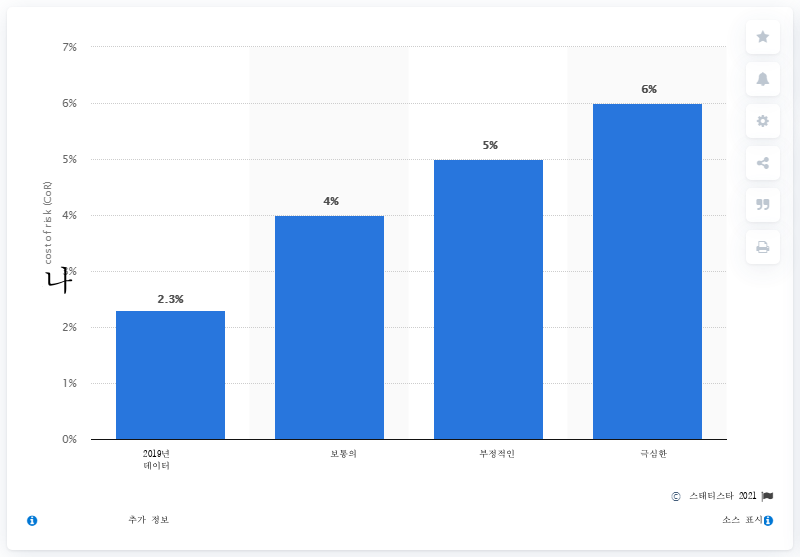 7%
6%
5%
4%
3%
2%
1%
0%
cost of risk (CoR)
나
2.3%
4%
5%
6%
2019년
데이터
보통의
부정적인
극심한
© 스태티스타 2021
추가 정보
소스 표시